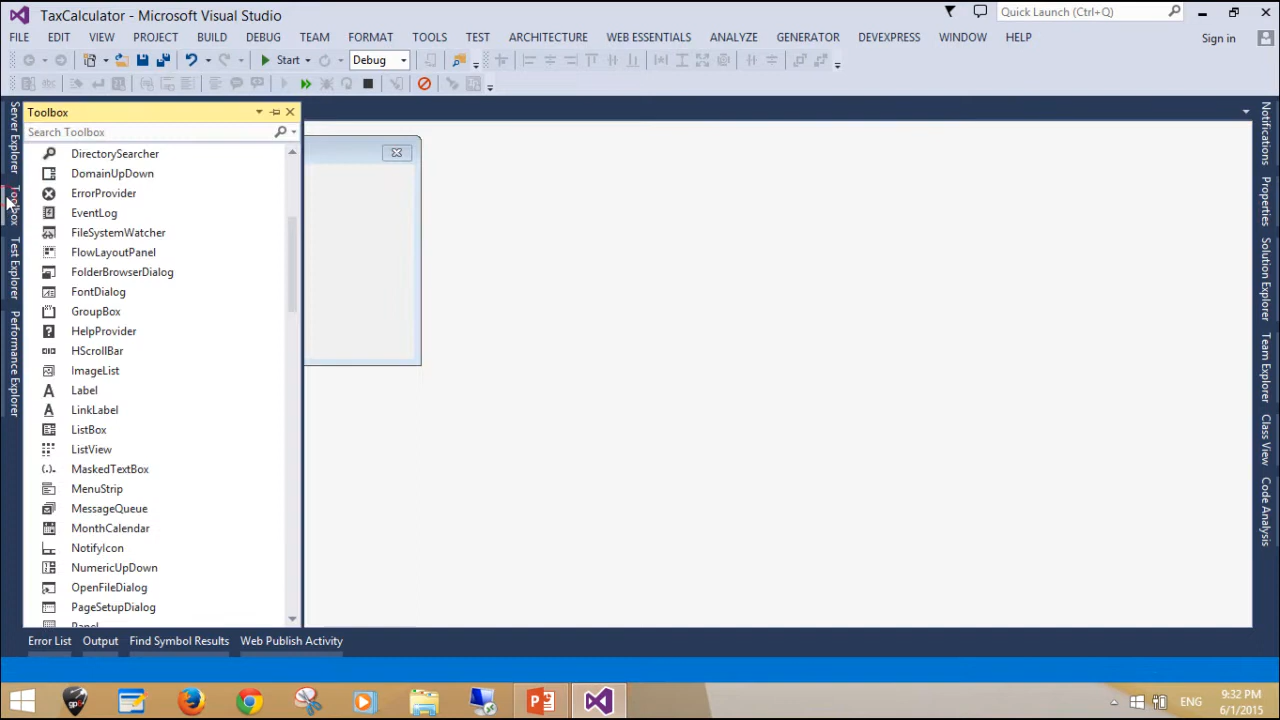 TaxCalculator - Microsoft Visual Studio
Quick Launch (Ctrl+Q)
FILE EDIT VIEW PROJECT BUILD DEBUG TEAM FORMAT TOOLS TEST ARCHITECTURE WEB ESSENTIALS ANALYZE GENERATOR DEVEXPRESS WINDOW HELP Sign in
Start Debug
Toolbox
Search Toolbox
DirectorySearcher
DomainUpDown
ErrorProvider
EventLog
FileSystemWatcher
FlowLayoutPanel
FolderBrowserDialog
FontDialog
GroupBox
HelpProvider
HScrollBar
ImageList
Label
LinkLabel
ListBox
ListView
MaskedTextBox
MenuStrip
MessageQueue
MonthCalendar
NotifyIcon
NumericUpDown
OpenFileDialog
PageSetupDialog
Panel
Server Explorer
Toolbox
Test Explorer
Performance Explorer
Notifications
Properties
Solution Explorer
Team Explorer
Class View
Code Analysis
Error List Output Find Symbol Results Web Publish Activity
ENG
9:32 PM
6/1/2015